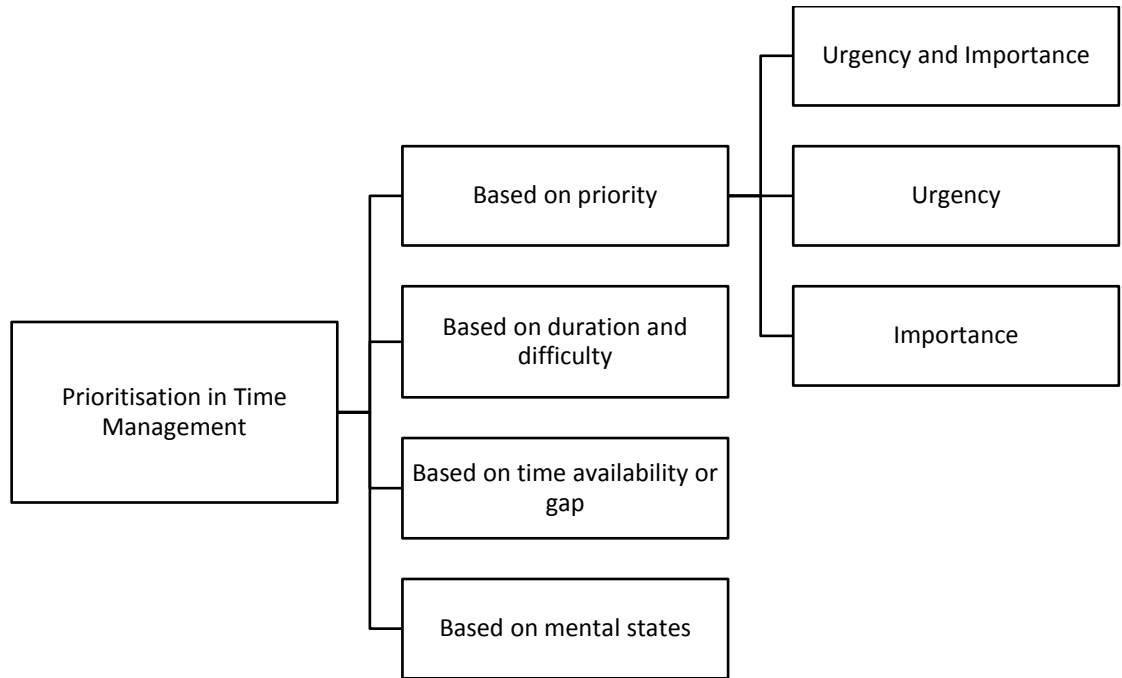 Prioritisation in Time
Management
Based on priority
Based on duration and
difficulty
Based on time availability or
gap
Based on mental states
Urgency and Importance
Urgency
Importance